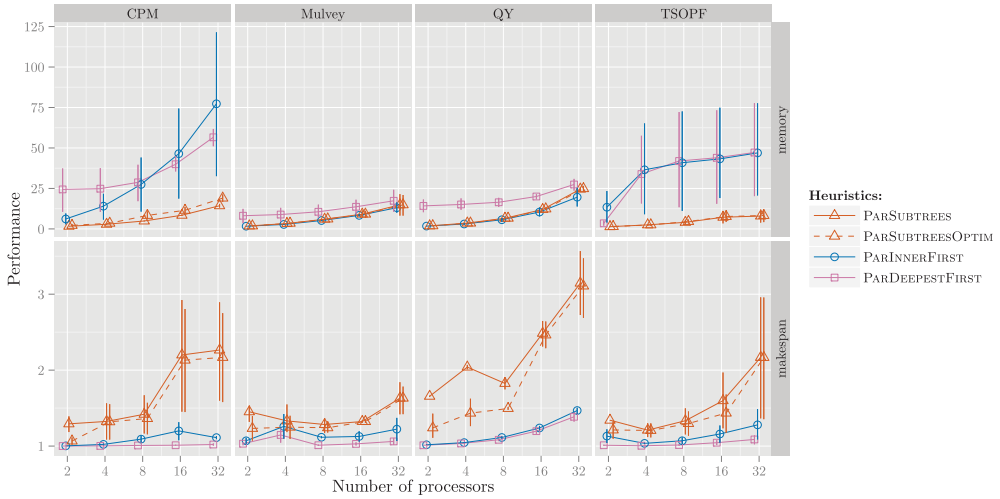 CPM Mulvey QY TSOPF
125
100
75
50
25
0
memory
3
2
1
makespan
Performance
2 4 8 16 32 2 4 8 16 32 2 4 8 16 32 2 4 8 16 32
Number of processors
Heuristics:
PARSUBTREES
PARSUBTREESOPTIM
PARINNERFIRST
PARDEEPESTFIRST